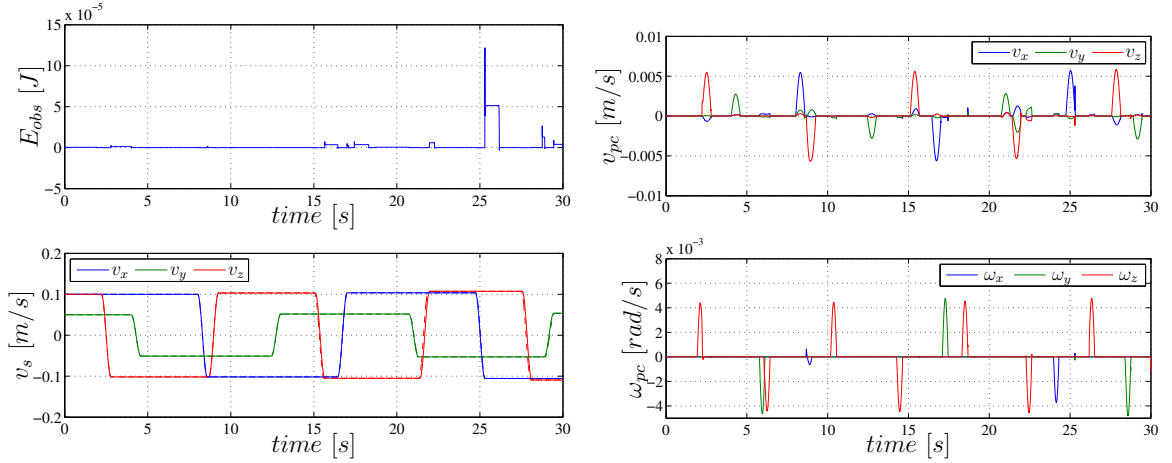 x 10⁻⁵
15
10
5
0
−5
E_obs [J]
0 5 10 15 20 25 30
time [s]
0.01
0.005
0
−0.005
−0.01
v_pc [m/s]
v_x v_y v_z
0 5 10 15 20 25 30
time [s]
0.2
0.1
0
−0.1
−0.2
v_s [m/s]
v_x v_y v_z
0 5 10 15 20 25 30
time [s]
x 10⁻³
8
6
4
2
0
−2
−4
ω_pc [rad/s]
ω_x ω_y ω_z
0 5 10 15 20 25 30
time [s]